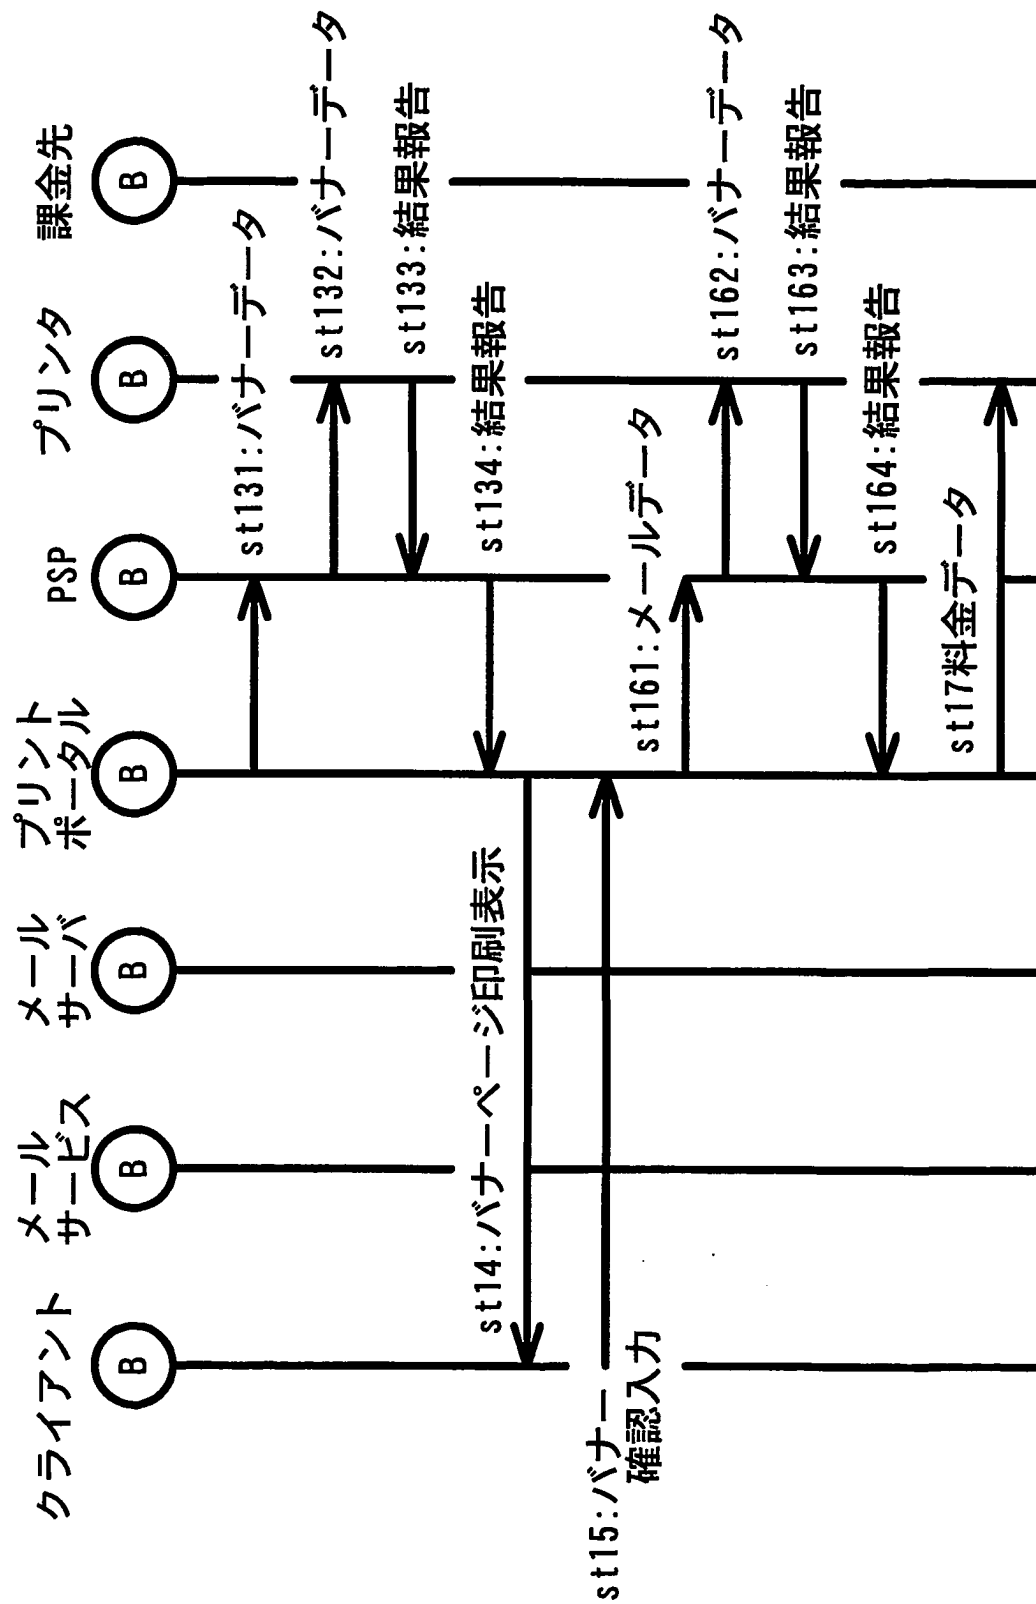 クライアント
メール
サービス
メール
サーバ
プリント
ポータル
PSP
プリンタ
課金先
B
B
B
B
B
B
B
st131:バナーデータ
st132:バナーデータ
st133:結果報告
st134:結果報告
st14:バナーページ印刷表示
st15:バナー
確認入力
st161:メールデータ
st162:バナーデータ
st163:結果報告
st164:結果報告
st17料金データ